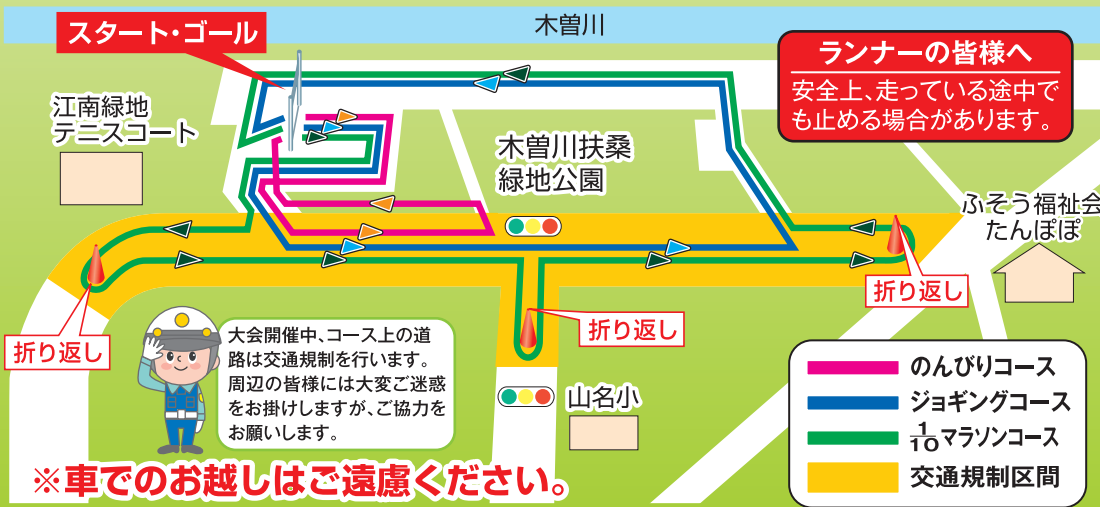 木曽川
スタート・ゴール
ランナーの皆様へ
安全上、走っている途中で
も止める場合があります。
江南緑地
テニスコート
木曽川扶桑
緑地公園
ふそう福祉会
たんぽぽ
折り返し
折り返し
折り返し
大会開催中、コース上の道
路は交通規制を行います。
周辺の皆様には大変ご迷惑
をお掛けしますが、ご協力を
お願いします。
山名小
のんびりコース
ジョギングコース
1/10マラソンコース
交通規制区間
※車でのお越しはご遠慮ください。